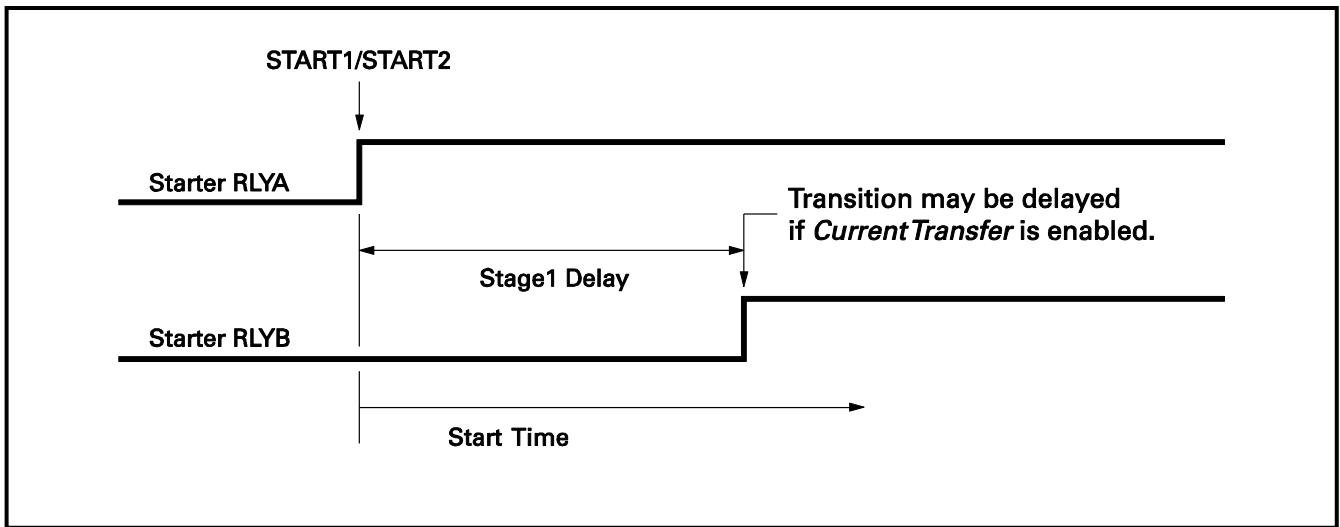 START1/START2
Starter RLYA
Transition may be delayed
if CurrentTransfer is enabled.
Stage1 Delay
Starter RLYB
Start Time